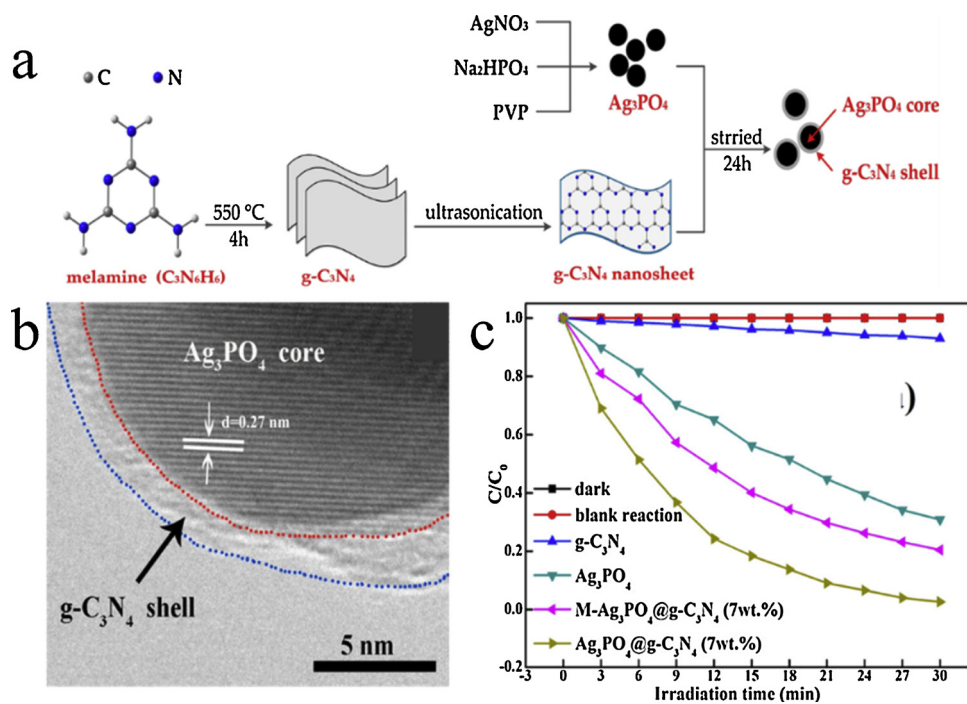 a
C N
AgNO₃
Na₂HPO₄
PVP
Ag₃PO₄
strried
24h
Ag₃PO₄ core
g-C₃N₄ shell
550 °C
4h
ultrasonication
melamine (C₃N₆H₆)
g-C₃N₄
g-C₃N₄ nanosheet
b
Ag₃PO₄ core
d=0.27 nm
g-C₃N₄ shell
5 nm
c
C/C₀
1.0
0.8
0.6
0.4
0.2
0.0
-0.2
dark
blank reaction
g-C₃N₄
Ag₃PO₄
M-Ag₃PO₄@g-C₃N₄ (7wt.%)
Ag₃PO₄@g-C₃N₄ (7wt.%)
-3 0 3 6 9 12 15 18 21 24 27 30
Irradiation time (min)